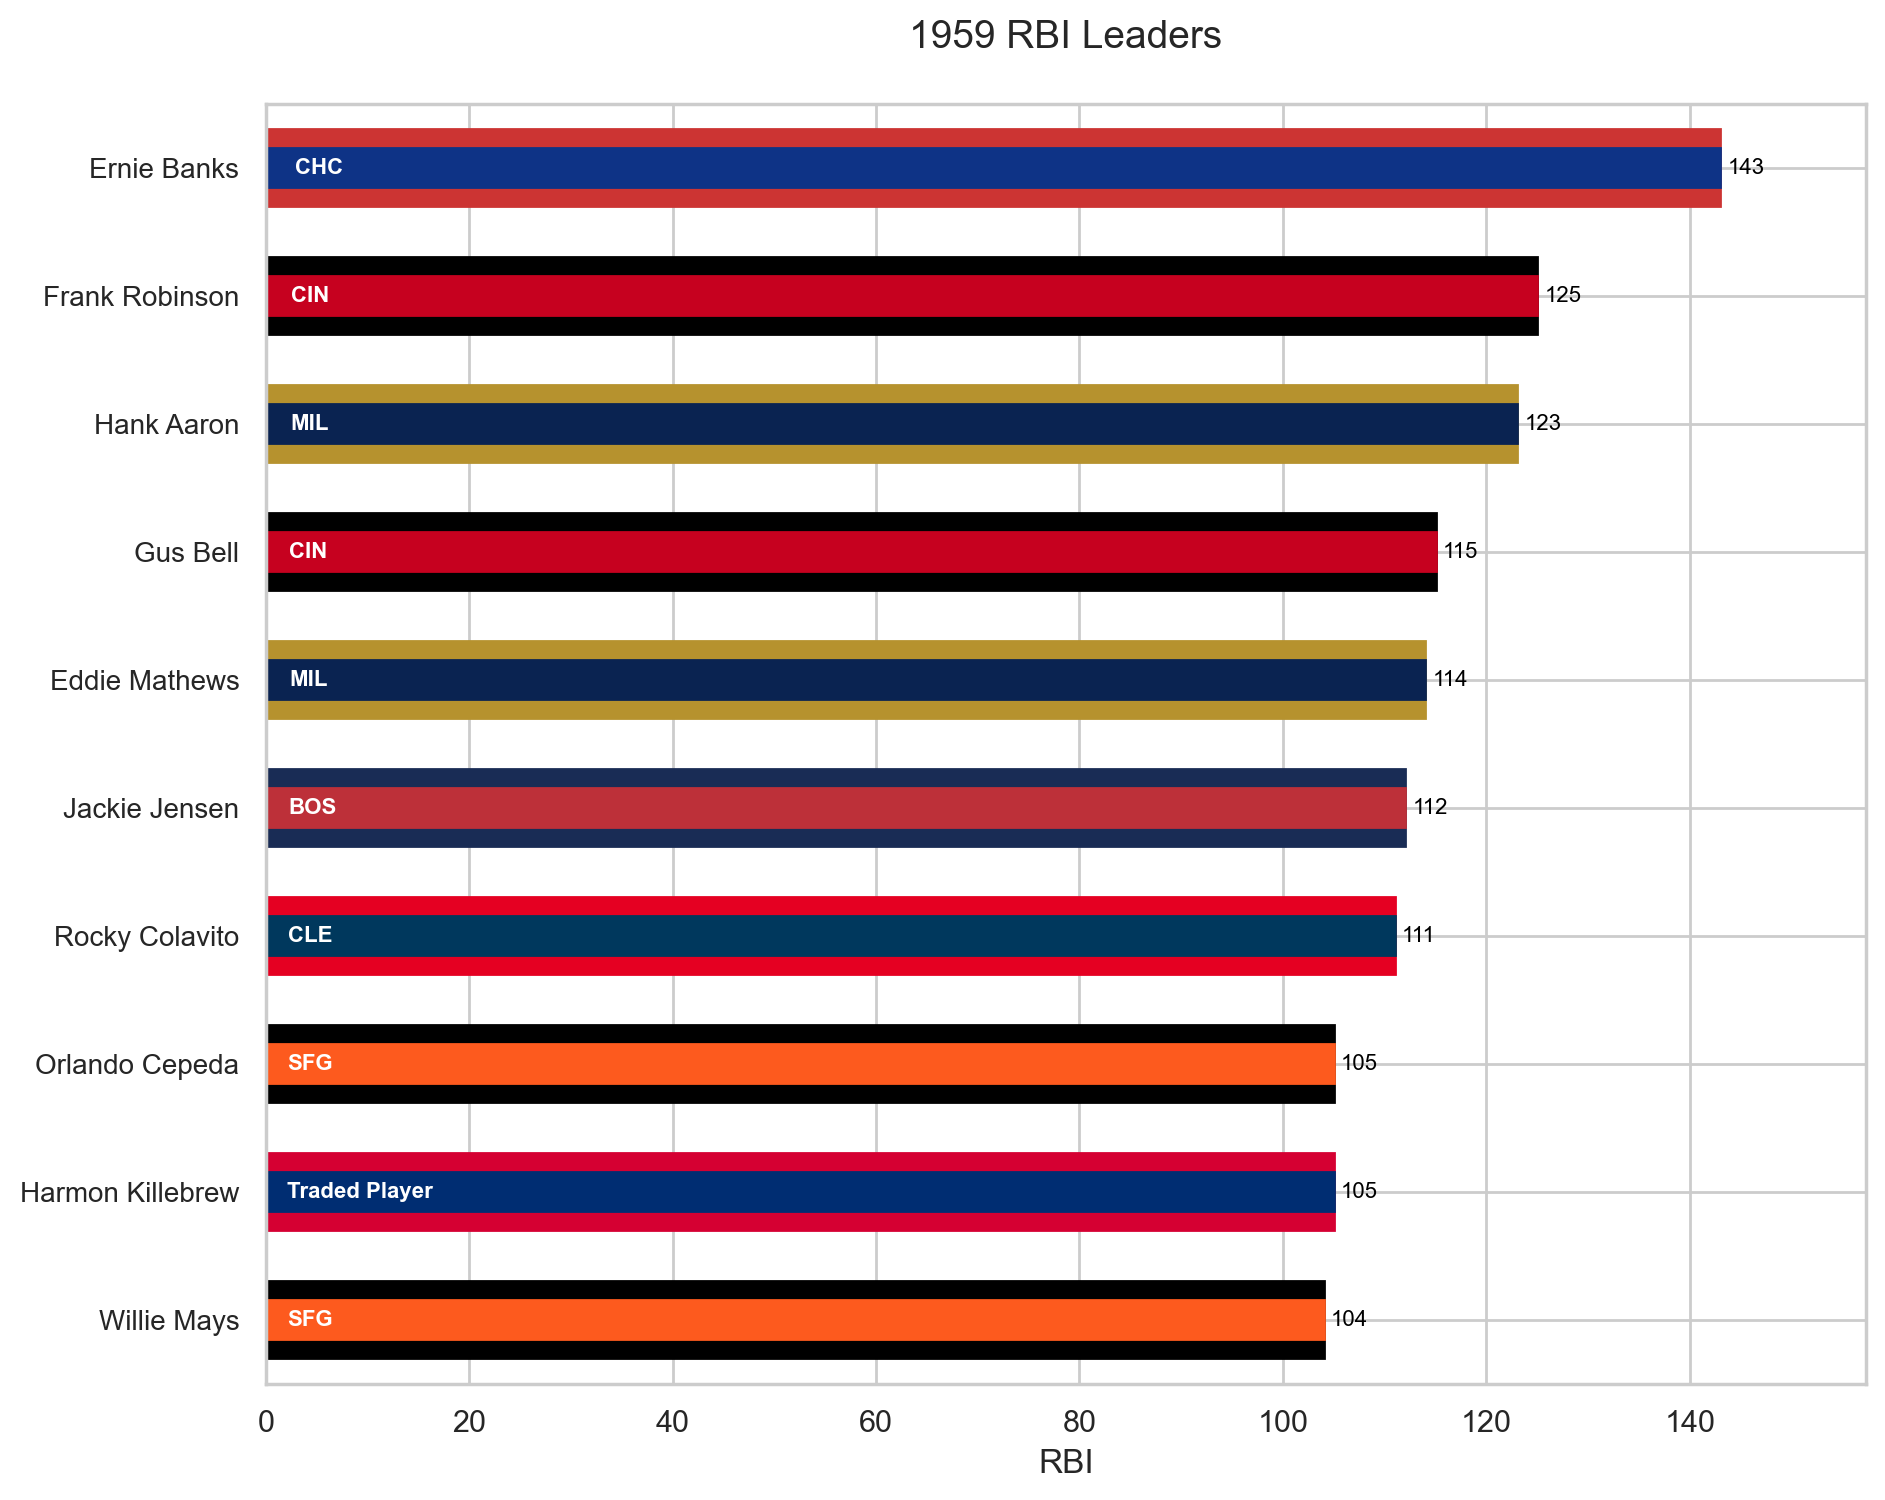 1959 RBI Leaders
Ernie Banks CHC 143
Frank Robinson CIN 125
Hank Aaron MIL 123
Gus Bell CIN 115
Eddie Mathews MIL 114
Jackie Jensen BOS 112
Rocky Colavito CLE 111
Orlando Cepeda SFG 105
Harmon Killebrew Traded Player 105
Willie Mays SFG 104
0 20 40 60 80 100 120 140
RBI